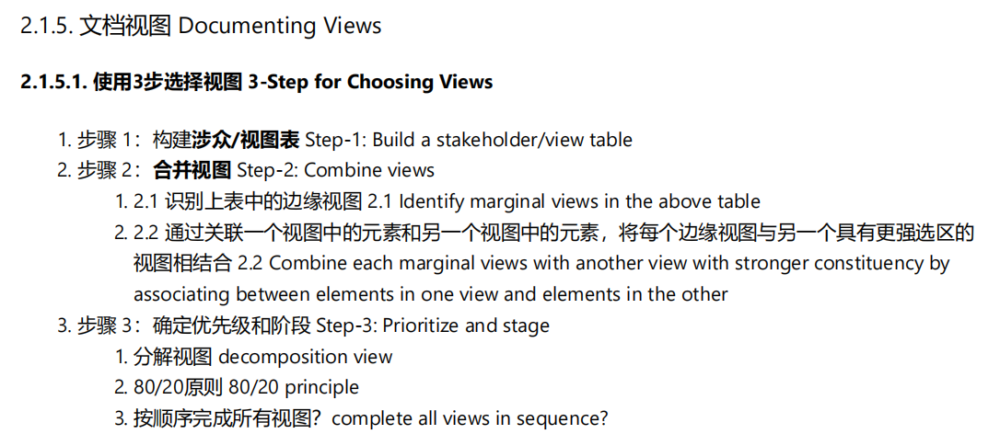 2.1.5. 文档视图 Documenting Views
2.1.5.1. 使用3步选择视图 3-Step for Choosing Views
1. 步骤 1：构建涉众/视图表 Step-1: Build a stakeholder/view table
2. 步骤 2：合并视图 Step-2: Combine views
1. 2.1 识别上表中的边缘视图 2.1 Identify marginal views in the above table
2. 2.2 通过关联一个视图中的元素和另一个视图中的元素，将每个边缘视图与另一个具有更强选区的
视图相结合 2.2 Combine each marginal views with another view with stronger constituency by
associating between elements in one view and elements in the other
3. 步骤 3：确定优先级和阶段 Step-3: Prioritize and stage
1. 分解视图 decomposition view
2. 80/20原则 80/20 principle
3. 按顺序完成所有视图？complete all views in sequence?